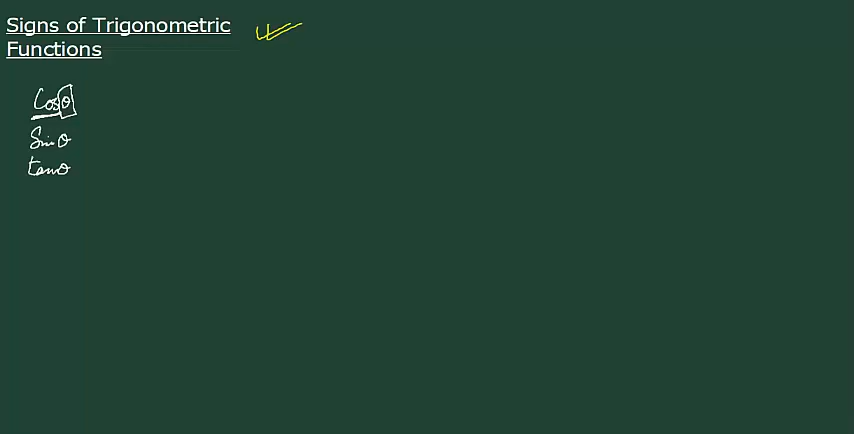 Signs of Trigonometric
Functions
Cosθ
Sinθ
tanθ